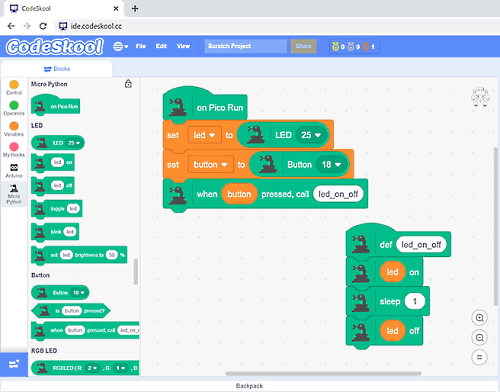 CodeSkool
ide.codeskool.cc
CodeSkool
File Edit View
Scratch Project
Share
0 0 1
Blocks
Control
Operators
Variables
My Blocks
Arduino
Micro Python
Micro Python
on Pico Run
LED
LED 25
led on
led off
toggle led
blink led
set led brightness to 50 %
Button
Button 18
is button pressed?
when button pressed, call led_on_o
RGB LED
RGBLED ( R : 2 , G : 1 , B
on Pico Run
set led to LED 25
set button to Button 18
when button pressed, call led_on_off
def led_on_off
led on
sleep 1
led off
Backpack